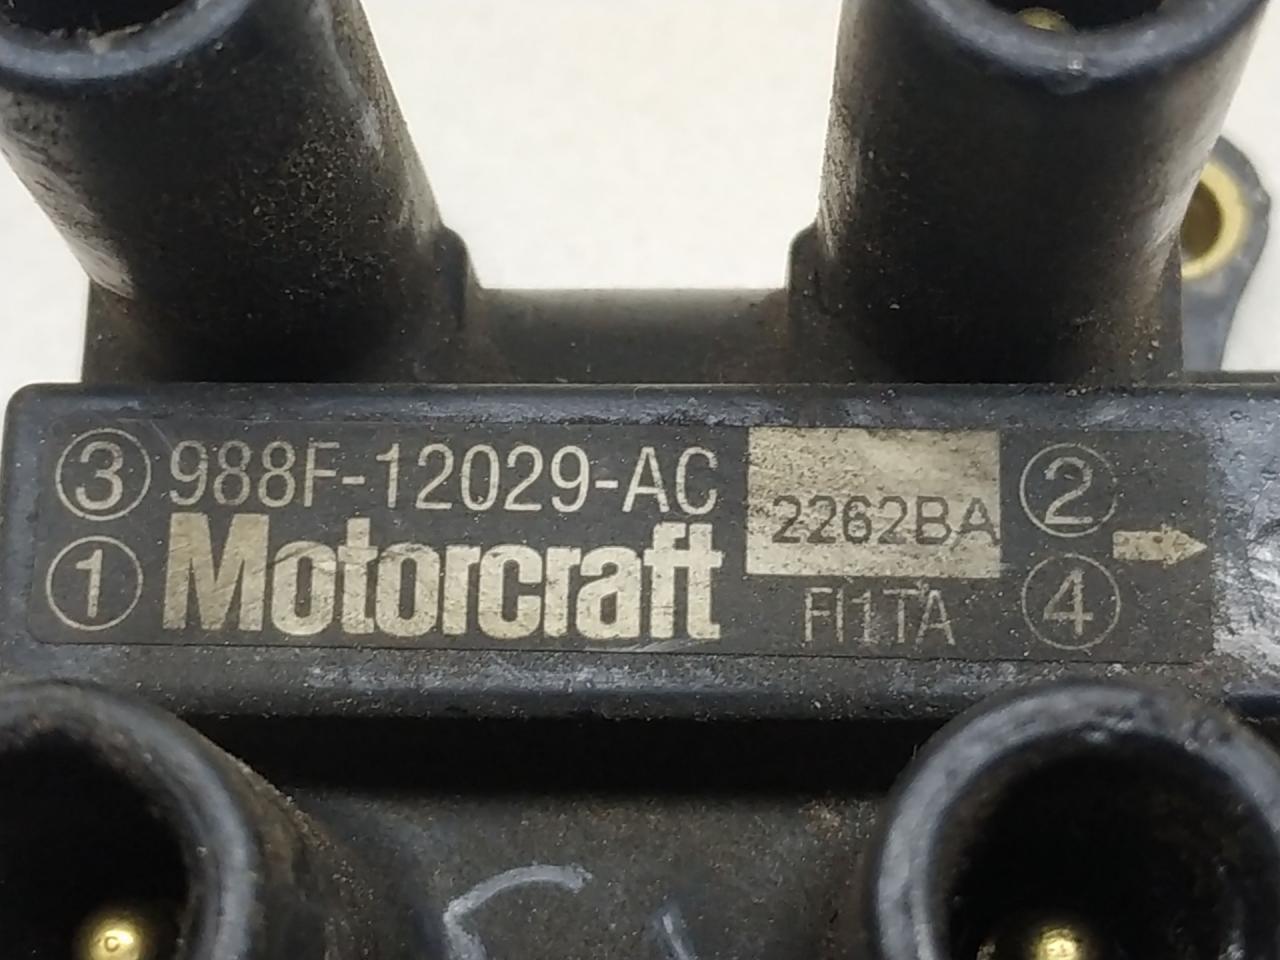 ③ 988F-12029-AC
① Motorcraft
2262BA
FI1TA
②
④